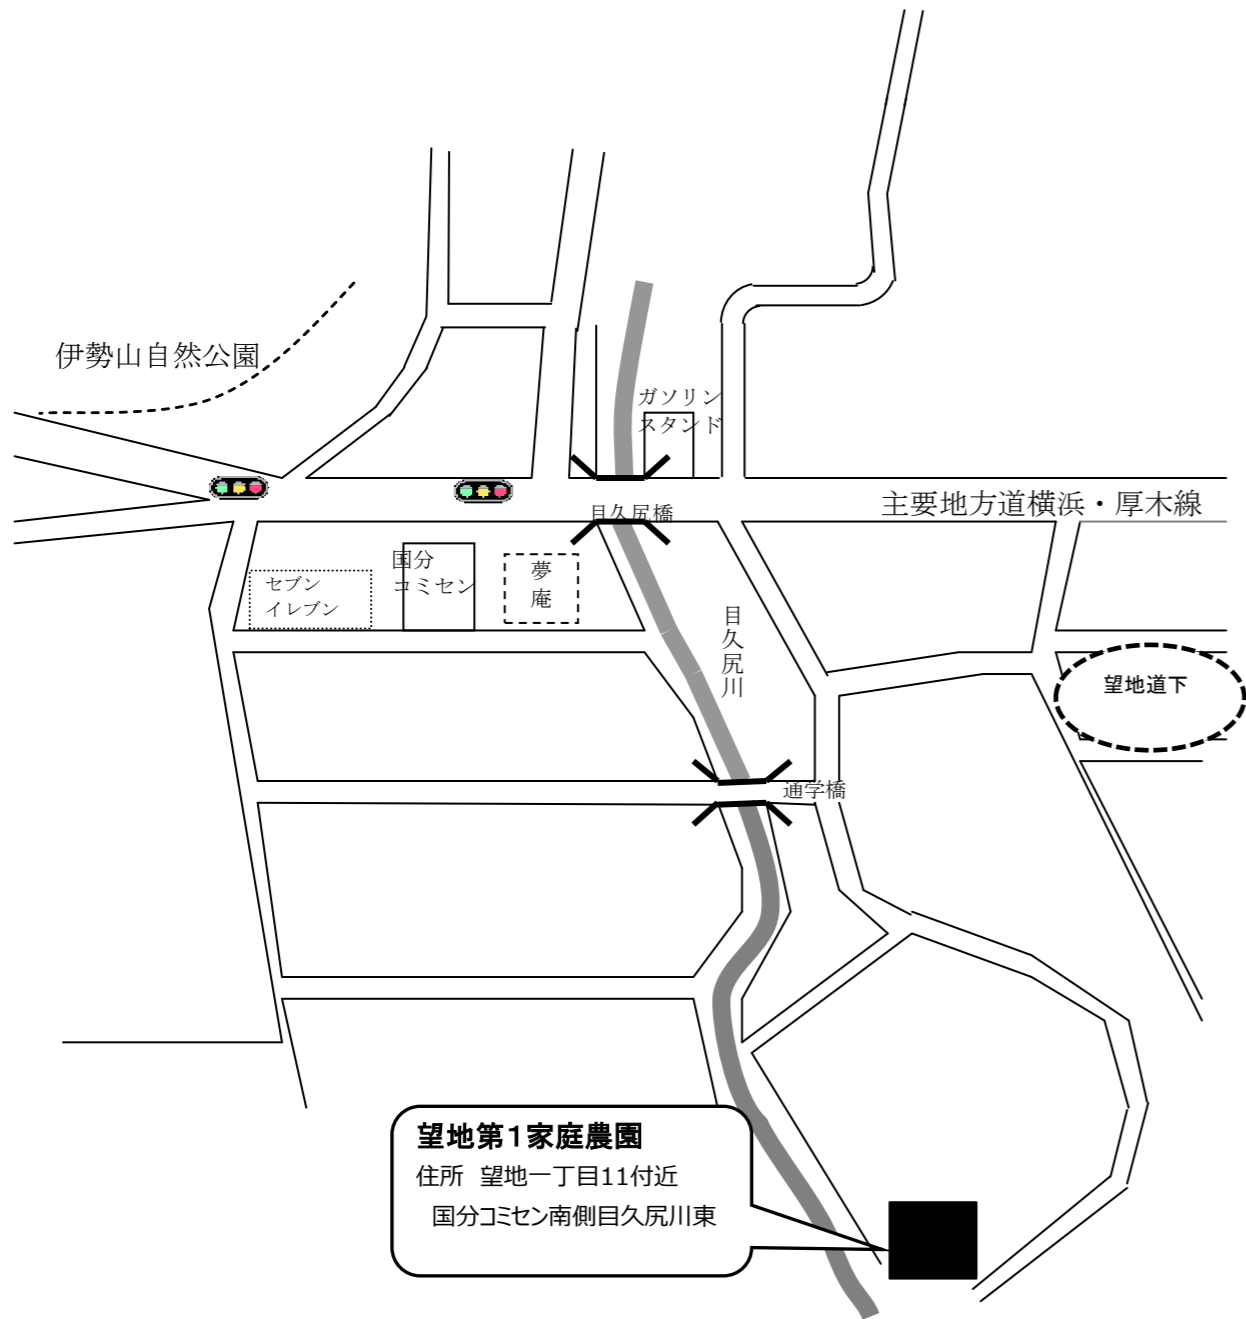 伊勢山自然公園
ガソリン
スタンド
主要地方道横浜・厚木線
目久尻橋
国分
コミセン
セブン
イレブン
夢
庵
目久尻川
望地道下
通学橋
望地第1家庭農園
住所 望地一丁目11付近
国分コミセン南側目久尻川東